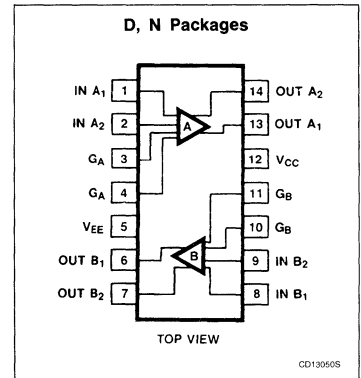 D, N Packages
IN A1 1 14 OUT A2
IN A2 2 A 13 OUT A1
GA 3 12 VCC
GA 4 11 GB
VEE 5 10 GB
OUT B1 6 B 9 IN B2
OUT B2 7 8 IN B1
TOP VIEW
CD13050S